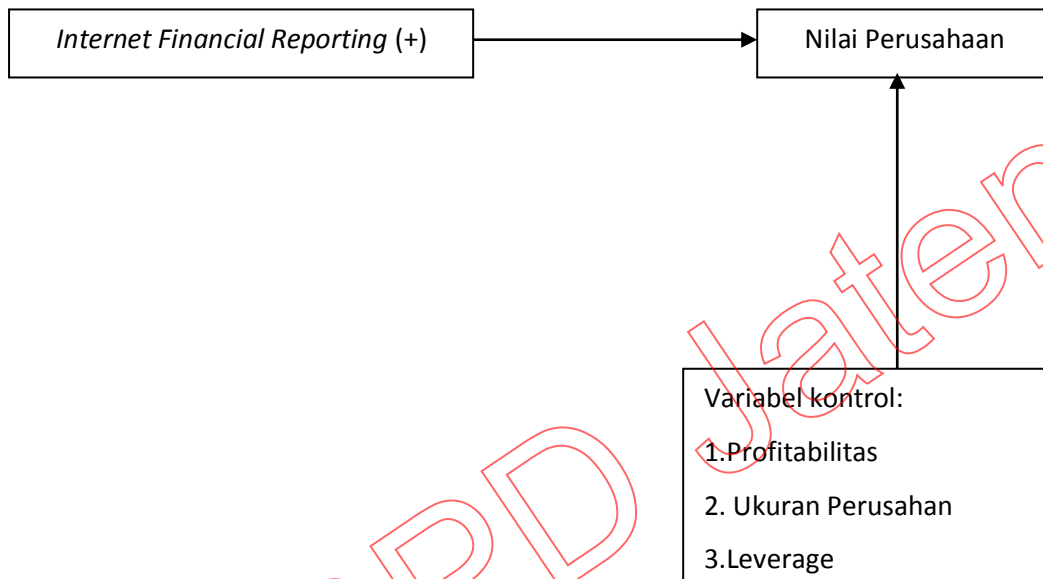 Internet Financial Reporting (+)
Nilai Perusahaan
Variabel kontrol:
1.Profitabilitas
2. Ukuran Perusahan
3.Leverage